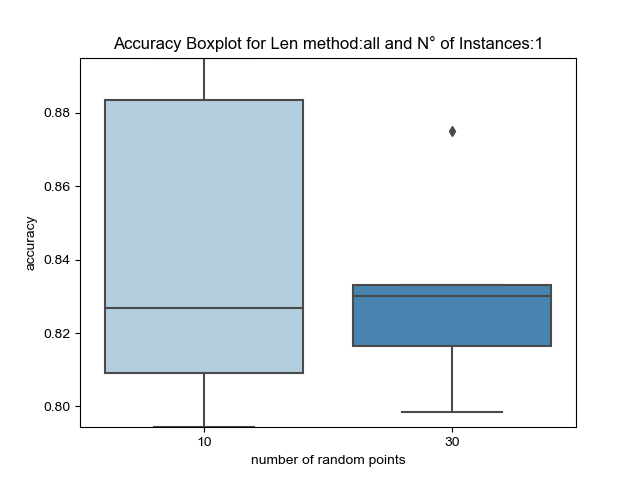 Accuracy Boxplot for Len method:all and N° of Instances:1
0.88
0.86
0.84
0.82
0.80
accuracy
10
30
number of random points